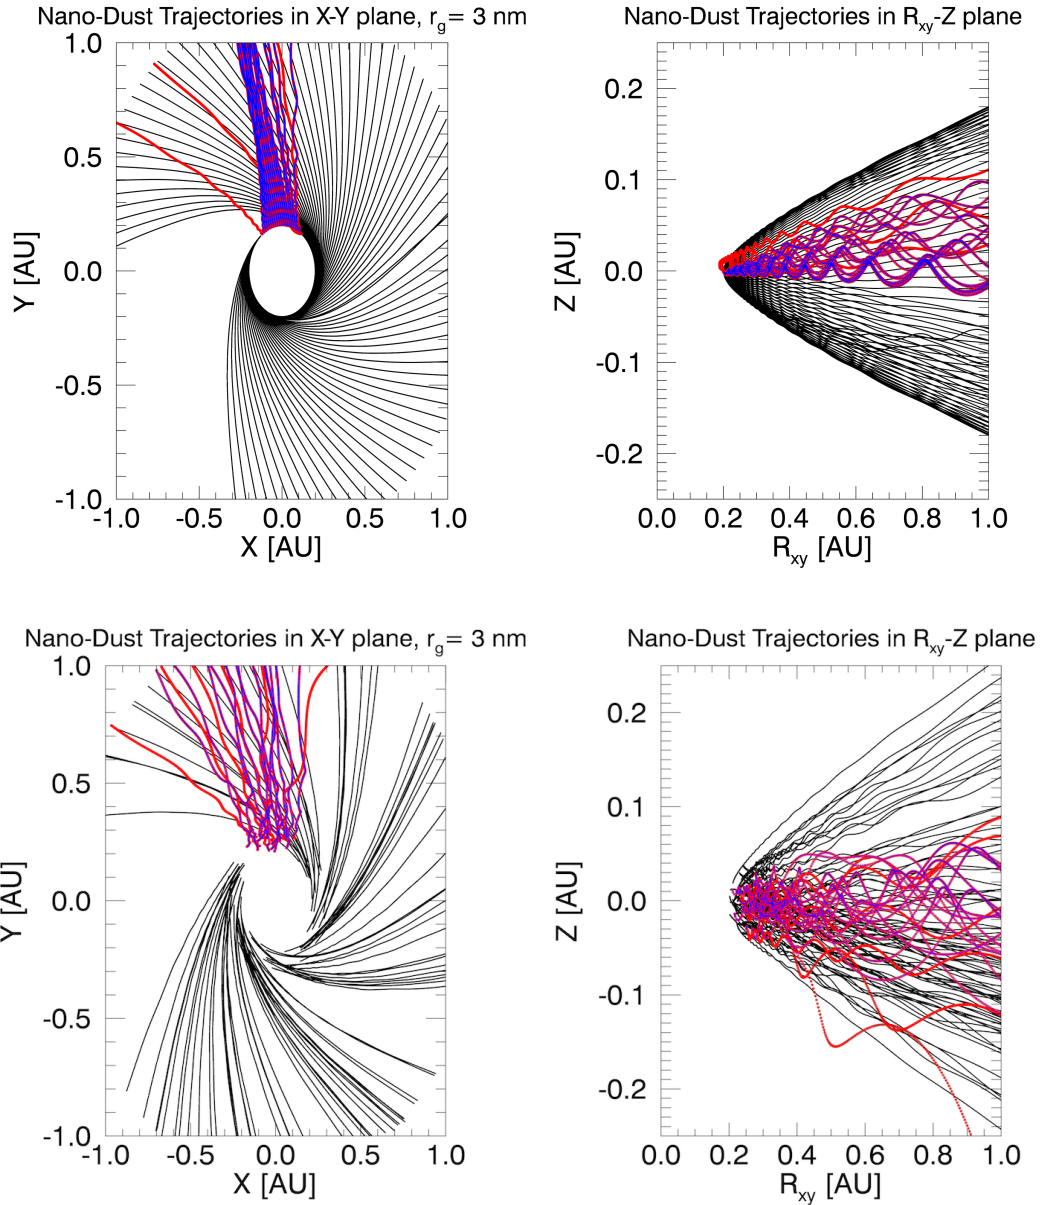 Nano-Dust Trajectories in X-Y plane, rg= 3 nm
Nano-Dust Trajectories in Rxy-Z plane
1.0
0.5
0.0
-0.5
-1.0
Y [AU]
-1.0 -0.5 0.0 0.5 1.0
X [AU]
0.2
0.1
0.0
-0.1
-0.2
Z [AU]
0.0 0.2 0.4 0.6 0.8 1.0
Rxy [AU]
Nano-Dust Trajectories in X-Y plane, rg= 3 nm
Nano-Dust Trajectories in Rxy-Z plane
1.0
0.5
0.0
-0.5
-1.0
Y [AU]
-1.0 -0.5 0.0 0.5 1.0
X [AU]
0.2
0.1
0.0
-0.1
-0.2
Z [AU]
0.0 0.2 0.4 0.6 0.8 1.0
Rxy [AU]